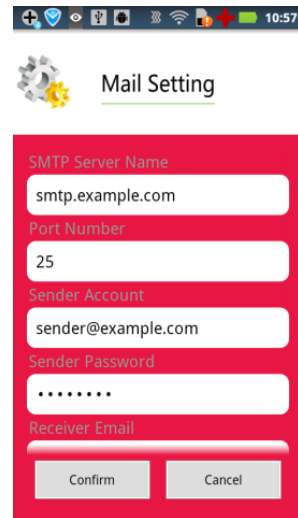 10:57
Mail Setting
SMTP Server Name
smtp.example.com
Port Number
25
Sender Account
sender@example.com
Sender Password
••••••••
Receiver Email
Confirm Cancel